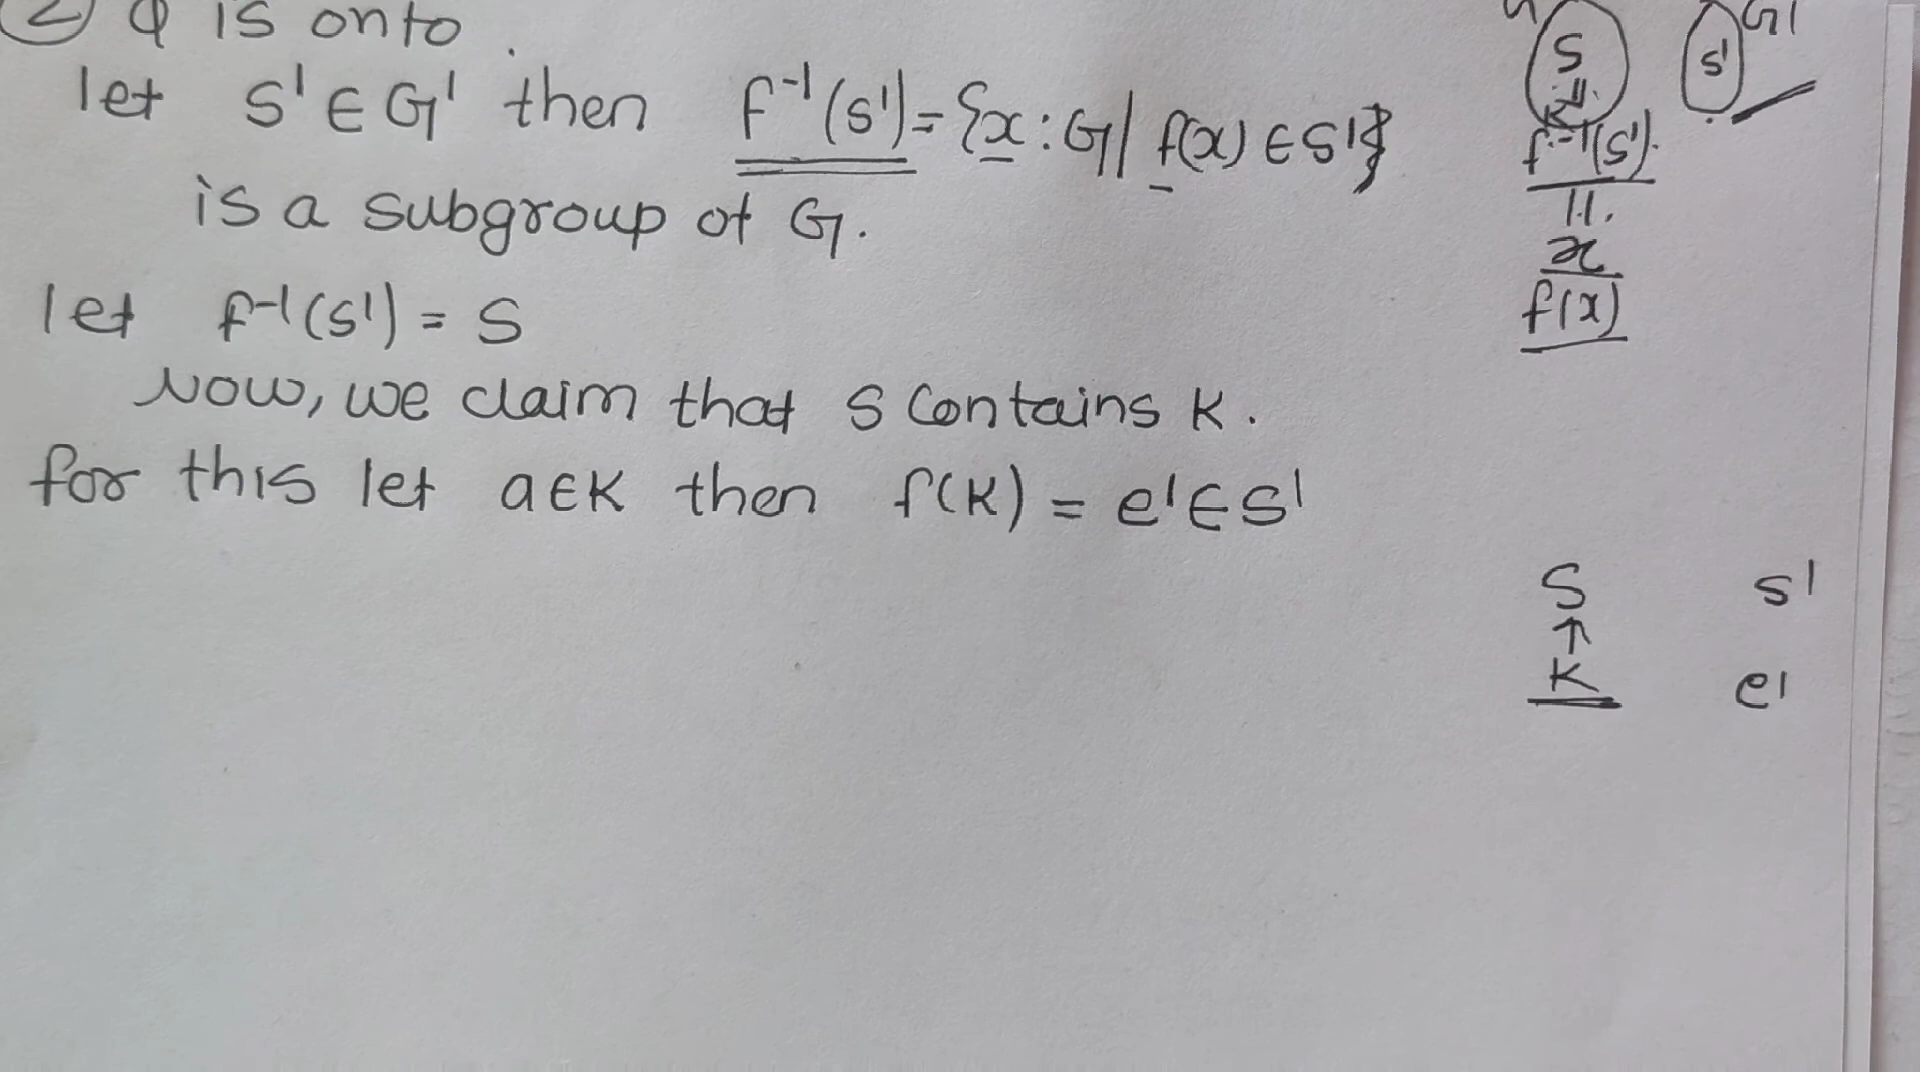 ② φ is onto.
let S' ∈ G' then f⁻¹(S') = {x : G | f(x) ∈ S'}
is a subgroup of G.
let f⁻¹(S') = S
Now, we claim that S contains K.
for this let a ∈ K then f(K) = e' ∈ S'
S
K
f⁻¹(S').
x
f(x)
S' G'
S S'
↑
K e'